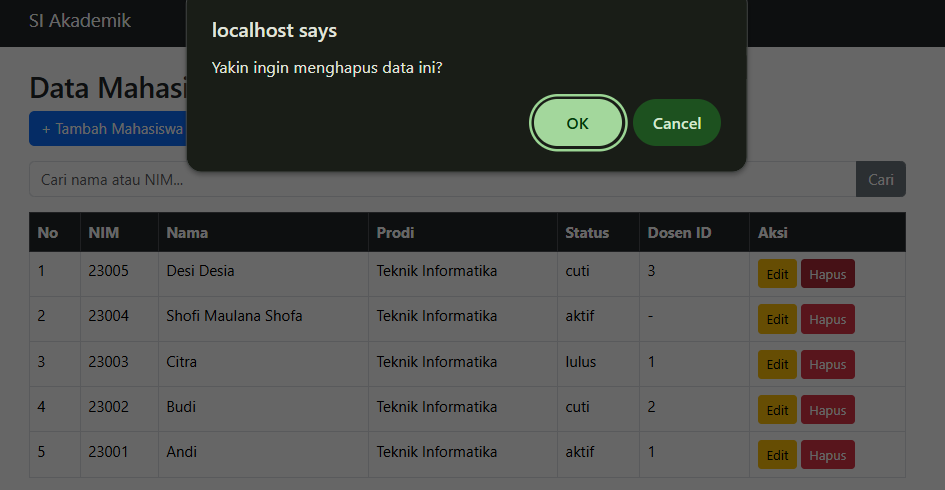 SI Akademik
localhost says
Yakin ingin menghapus data ini?
OK Cancel
Data Mahasi
+ Tambah Mahasiswa
Cari nama atau NIM... Cari
No NIM Nama Prodi Status Dosen ID Aksi
1 23005 Desi Desia Teknik Informatika cuti 3 Edit Hapus
2 23004 Shofi Maulana Shofa Teknik Informatika aktif - Edit Hapus
3 23003 Citra Teknik Informatika lulus 1 Edit Hapus
4 23002 Budi Teknik Informatika cuti 2 Edit Hapus
5 23001 Andi Teknik Informatika aktif 1 Edit Hapus